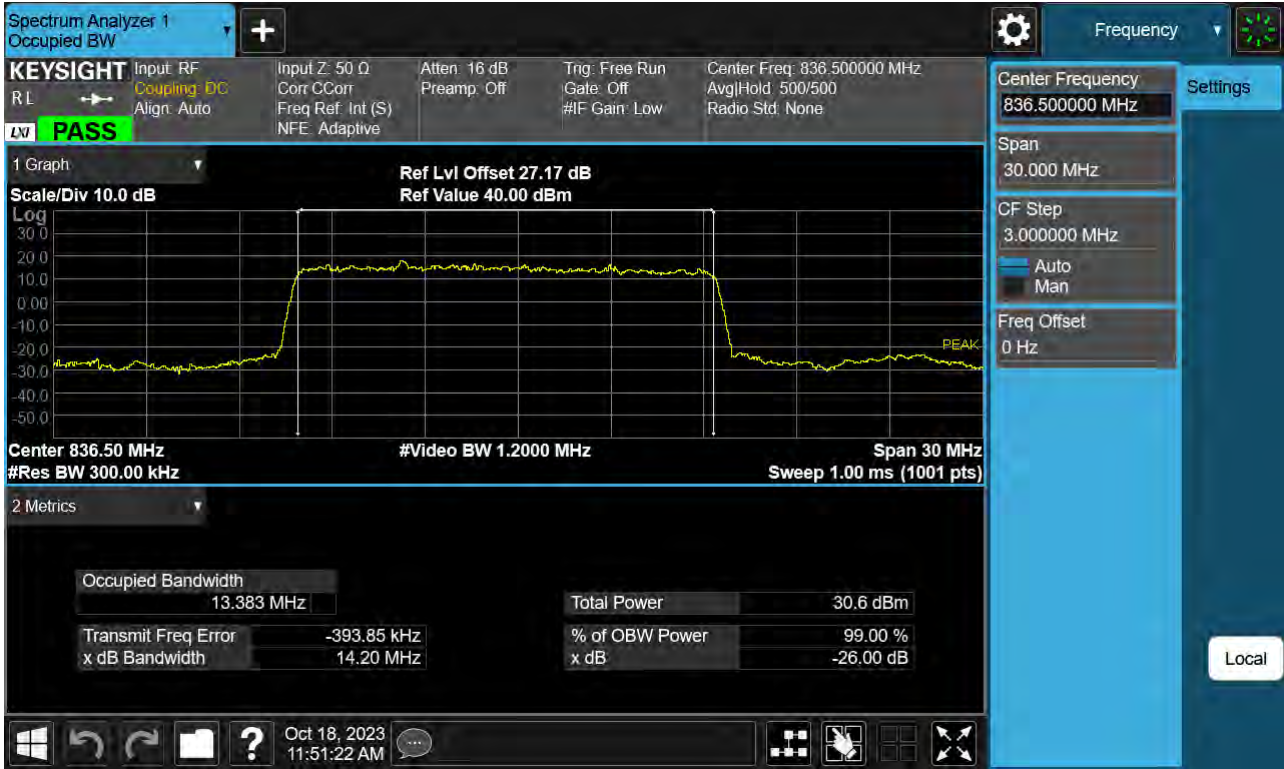 Spectrum Analyzer 1
Occupied BW
+
Frequency
KEYSIGHT
RL
LXI
PASS
Input: RF
Coupling: DC
Align: Auto
Input Z: 50 Ω
Corr CCorr
Freq Ref: Int (S)
NFE: Adaptive
Atten: 16 dB
Preamp: Off
Trig: Free Run
Gate: Off
#IF Gain: Low
Center Freq: 836.500000 MHz
Avg|Hold: 500/500
Radio Std: None
1 Graph
Scale/Div 10.0 dB
Ref Lvl Offset 27.17 dB
Ref Value 40.00 dBm
Log
30.0
20.0
10.0
0.00
-10.0
-20.0
-30.0
-40.0
-50.0
PEAK
Center 836.50 MHz
#Video BW 1.2000 MHz
Span 30 MHz
#Res BW 300.00 kHz
Sweep 1.00 ms (1001 pts)
2 Metrics
Occupied Bandwidth
13.383 MHz
Total Power 30.6 dBm
Transmit Freq Error -393.85 kHz
% of OBW Power 99.00 %
x dB Bandwidth 14.20 MHz
x dB -26.00 dB
Center Frequency
836.500000 MHz
Span
30.000 MHz
CF Step
3.000000 MHz
Auto
Man
Freq Offset
0 Hz
Settings
Local
?
Oct 18, 2023
11:51:22 AM